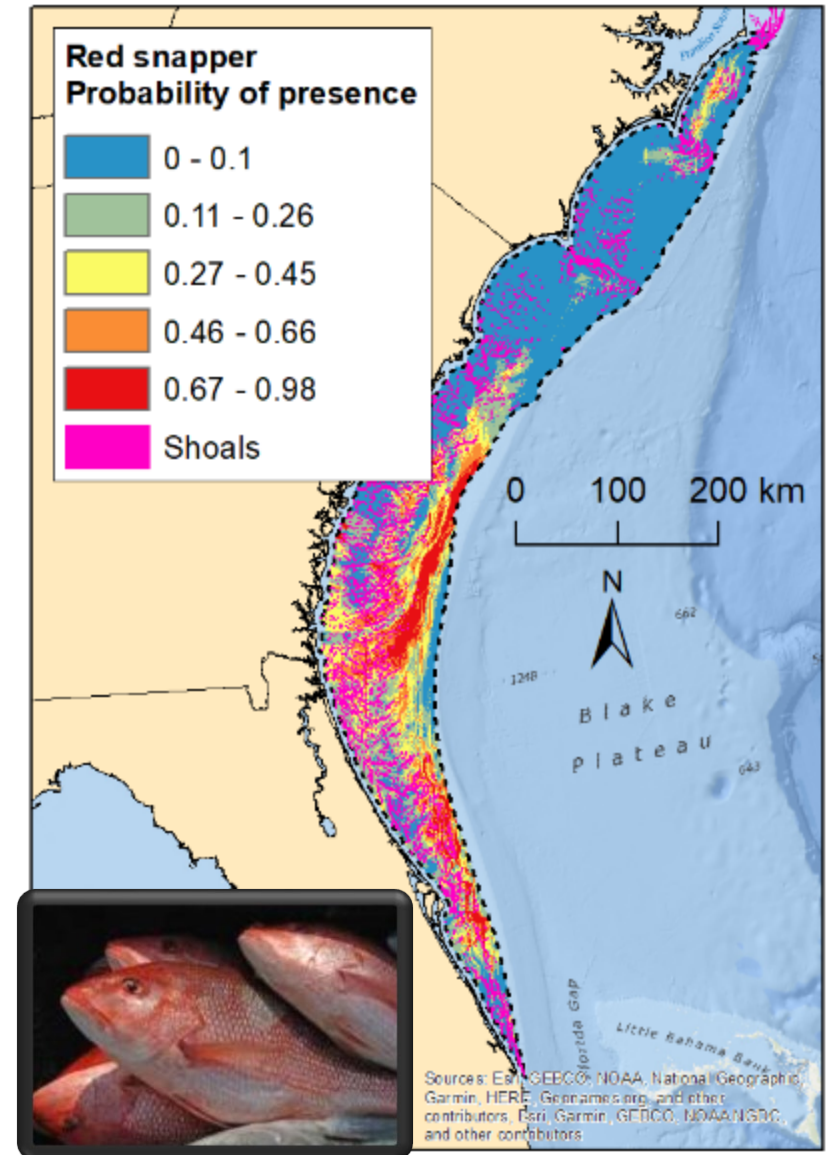 Red snapper
Probability of presence
0 - 0.1
0.11 - 0.26
0.27 - 0.45
0.46 - 0.66
0.67 - 0.98
Shoals
0 100 200 km
N
662
1248
Blake
Plateau
643
Gap
Little Bahama Bank
Sources: Esri, GEBCO, NOAA, National Geographic,
Garmin, HERE, Geonames.org, and other
contributors, Esri, Garmin, GEBCO, NOAA NGDC,
and other contributors